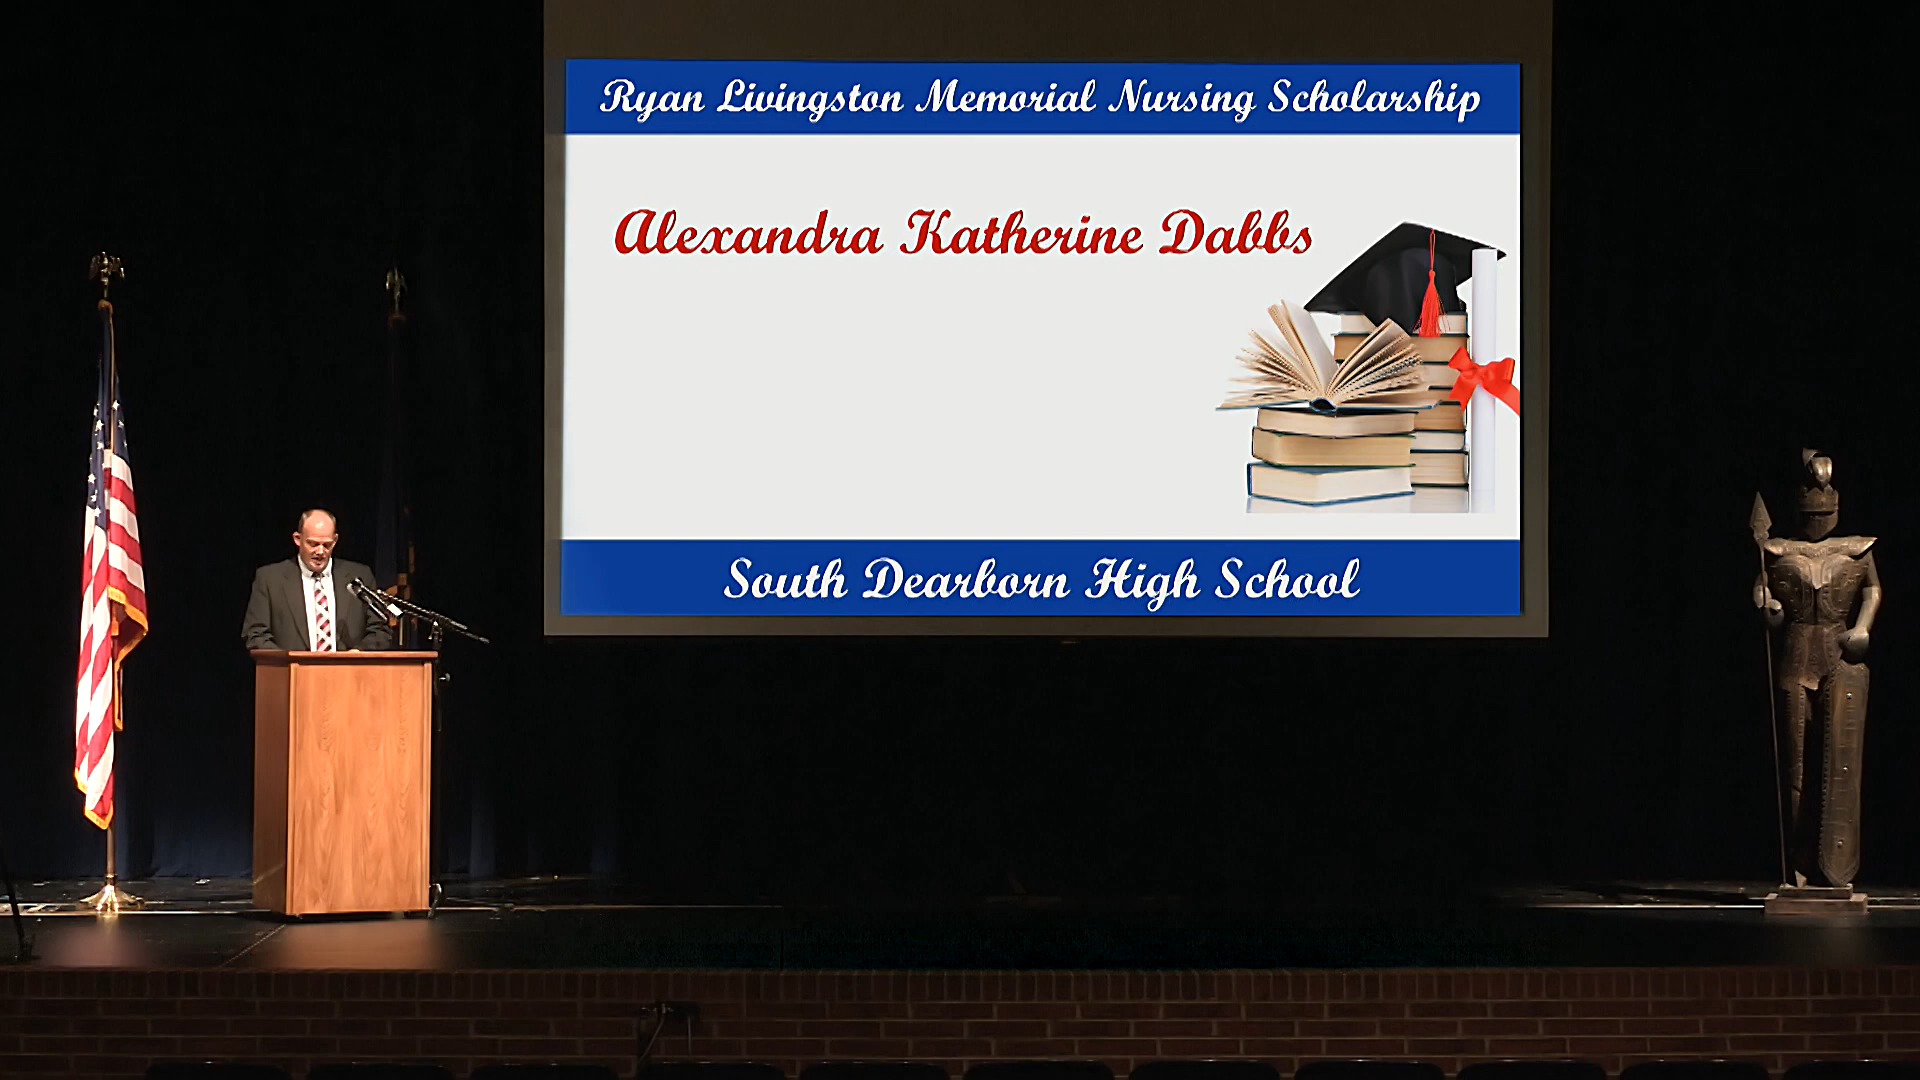 Ryan Livingston Memorial Nursing Scholarship
Alexandra Katherine Dabbs
South Dearborn High School